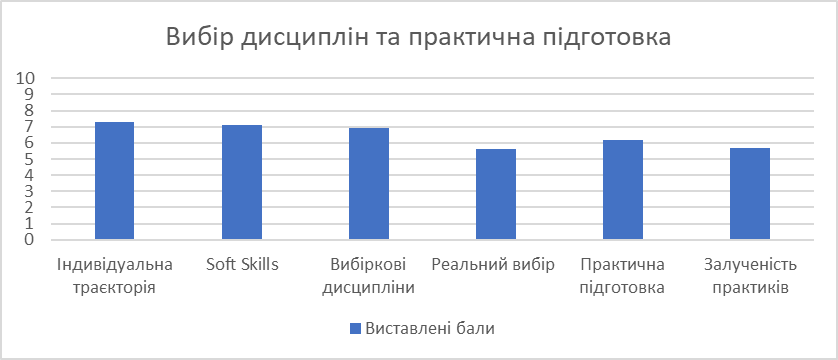 Вибір дисциплін та практична підготовка
10
9
8
7
6
5
4
3
2
1
0
Індивідуальна
траєкторія
Soft Skills
Вибіркові
дисципліни
Реальний вибір
Практична
підготовка
Залученість
практиків
Виставлені бали